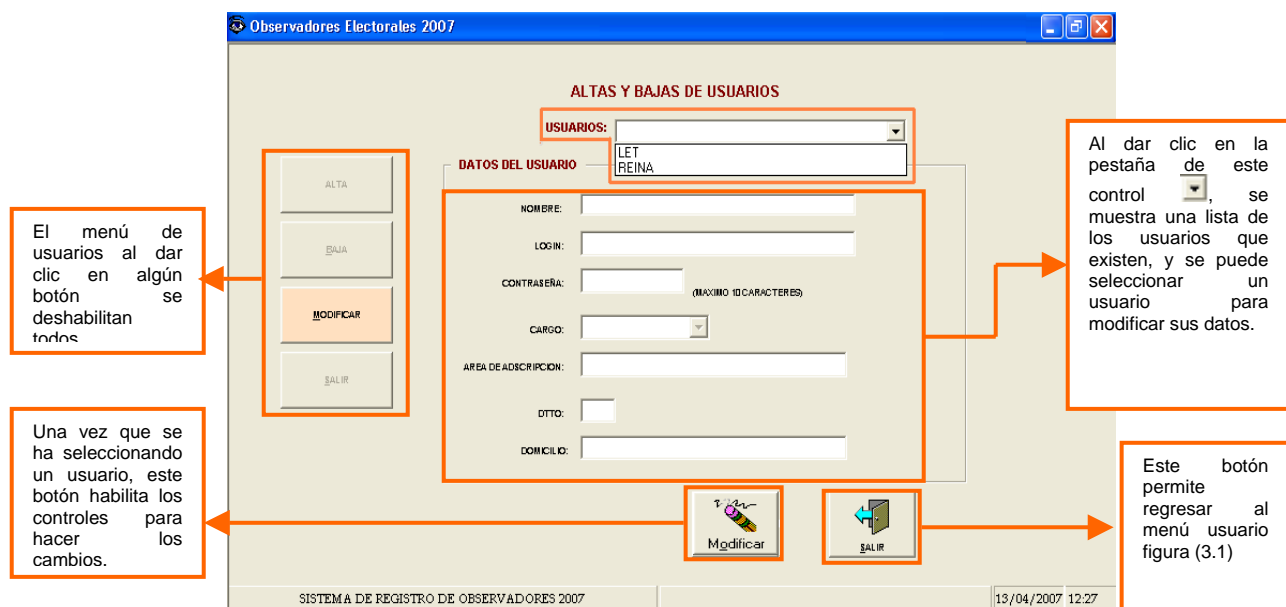 Observadores Electorales 2007
ALTAS Y BAJAS DE USUARIOS
USUARIOS:
LET
REINA
DATOS DEL USUARIO
ALTA
BAJA
MODIFICAR
SALIR
NOMBRE:
LOGIN:
CONTRASEÑA:
(MAXIMO 10 CARACTERES)
CARGO:
AREA DE ADSCRIPCION:
DTTO:
DOMICILIO:
Modificar
SALIR
SISTEMA DE REGISTRO DE OBSERVADORES 2007
13/04/2007 12:27
El menú de
usuarios al dar
clic en algún
botón se
deshabilitan
todos
Una vez que se
ha seleccionando
un usuario, este
botón habilita los
controles para
hacer los
cambios.
Al dar clic en la
pestaña de este
control , se
muestra una lista de
los usuarios que
existen, y se puede
seleccionar un
usuario para
modificar sus datos.
Este botón
permite
regresar al
menú usuario
figura (3.1)